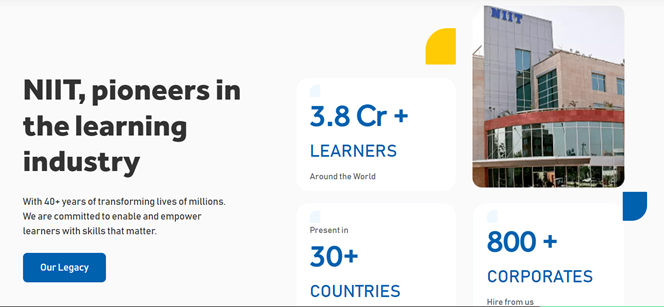 NIIT, pioneers in
the learning
industry
With 40+ years of transforming lives of millions.
We are committed to enable and empower
learners with skills that matter.
Our Legacy
3.8 Cr +
LEARNERS
Around the World
NIIT
Present in
30+
COUNTRIES
800 +
CORPORATES
Hire from us